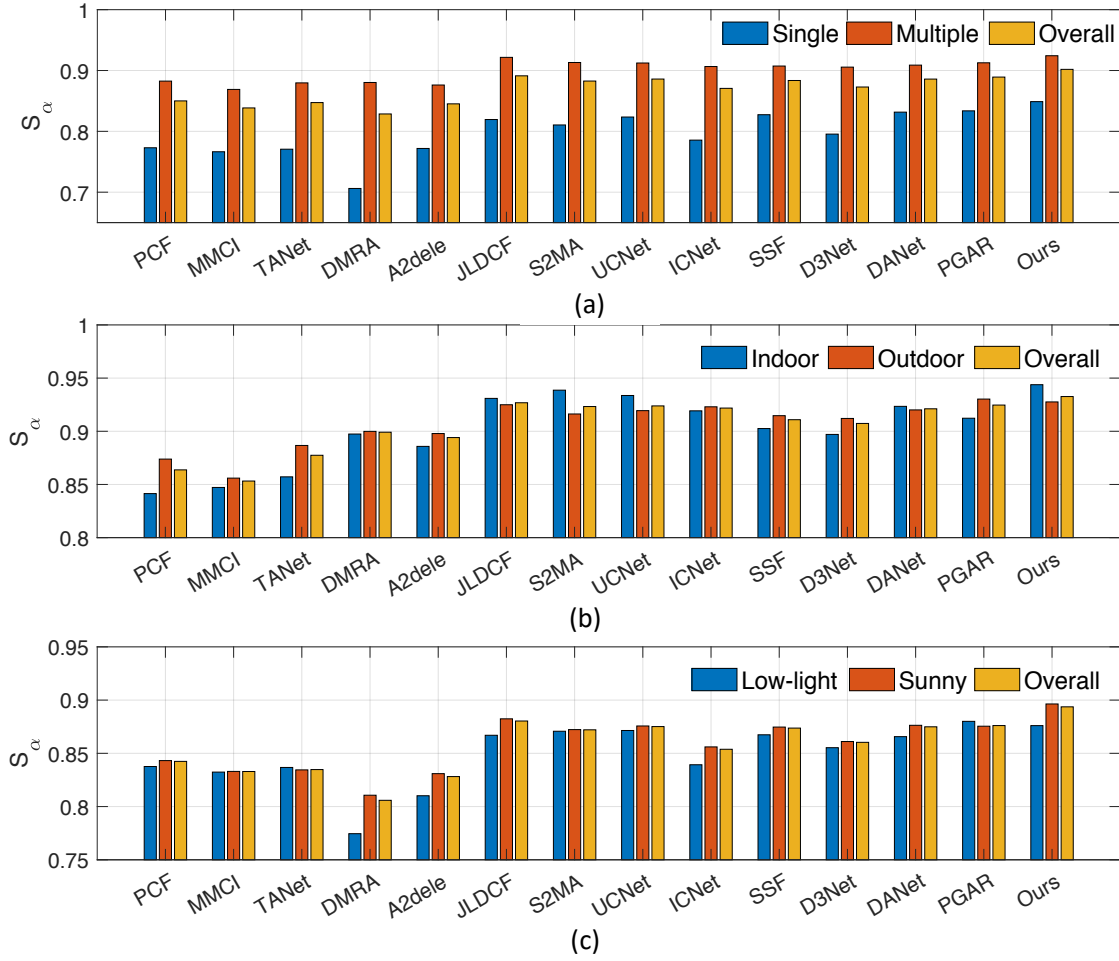 1
0.9
0.8
0.7
S_α
Single Multiple Overall
PCF MMCI TANet DMRA A2dele JLDCF S2MA UCNet ICNet SSF D3Net DANet PGAR Ours
(a)
1
0.95
0.9
0.85
0.8
S_α
Indoor Outdoor Overall
PCF MMCI TANet DMRA A2dele JLDCF S2MA UCNet ICNet SSF D3Net DANet PGAR Ours
(b)
0.95
0.9
0.85
0.8
0.75
S_α
Low-light Sunny Overall
PCF MMCI TANet DMRA A2dele JLDCF S2MA UCNet ICNet SSF D3Net DANet PGAR Ours
(c)